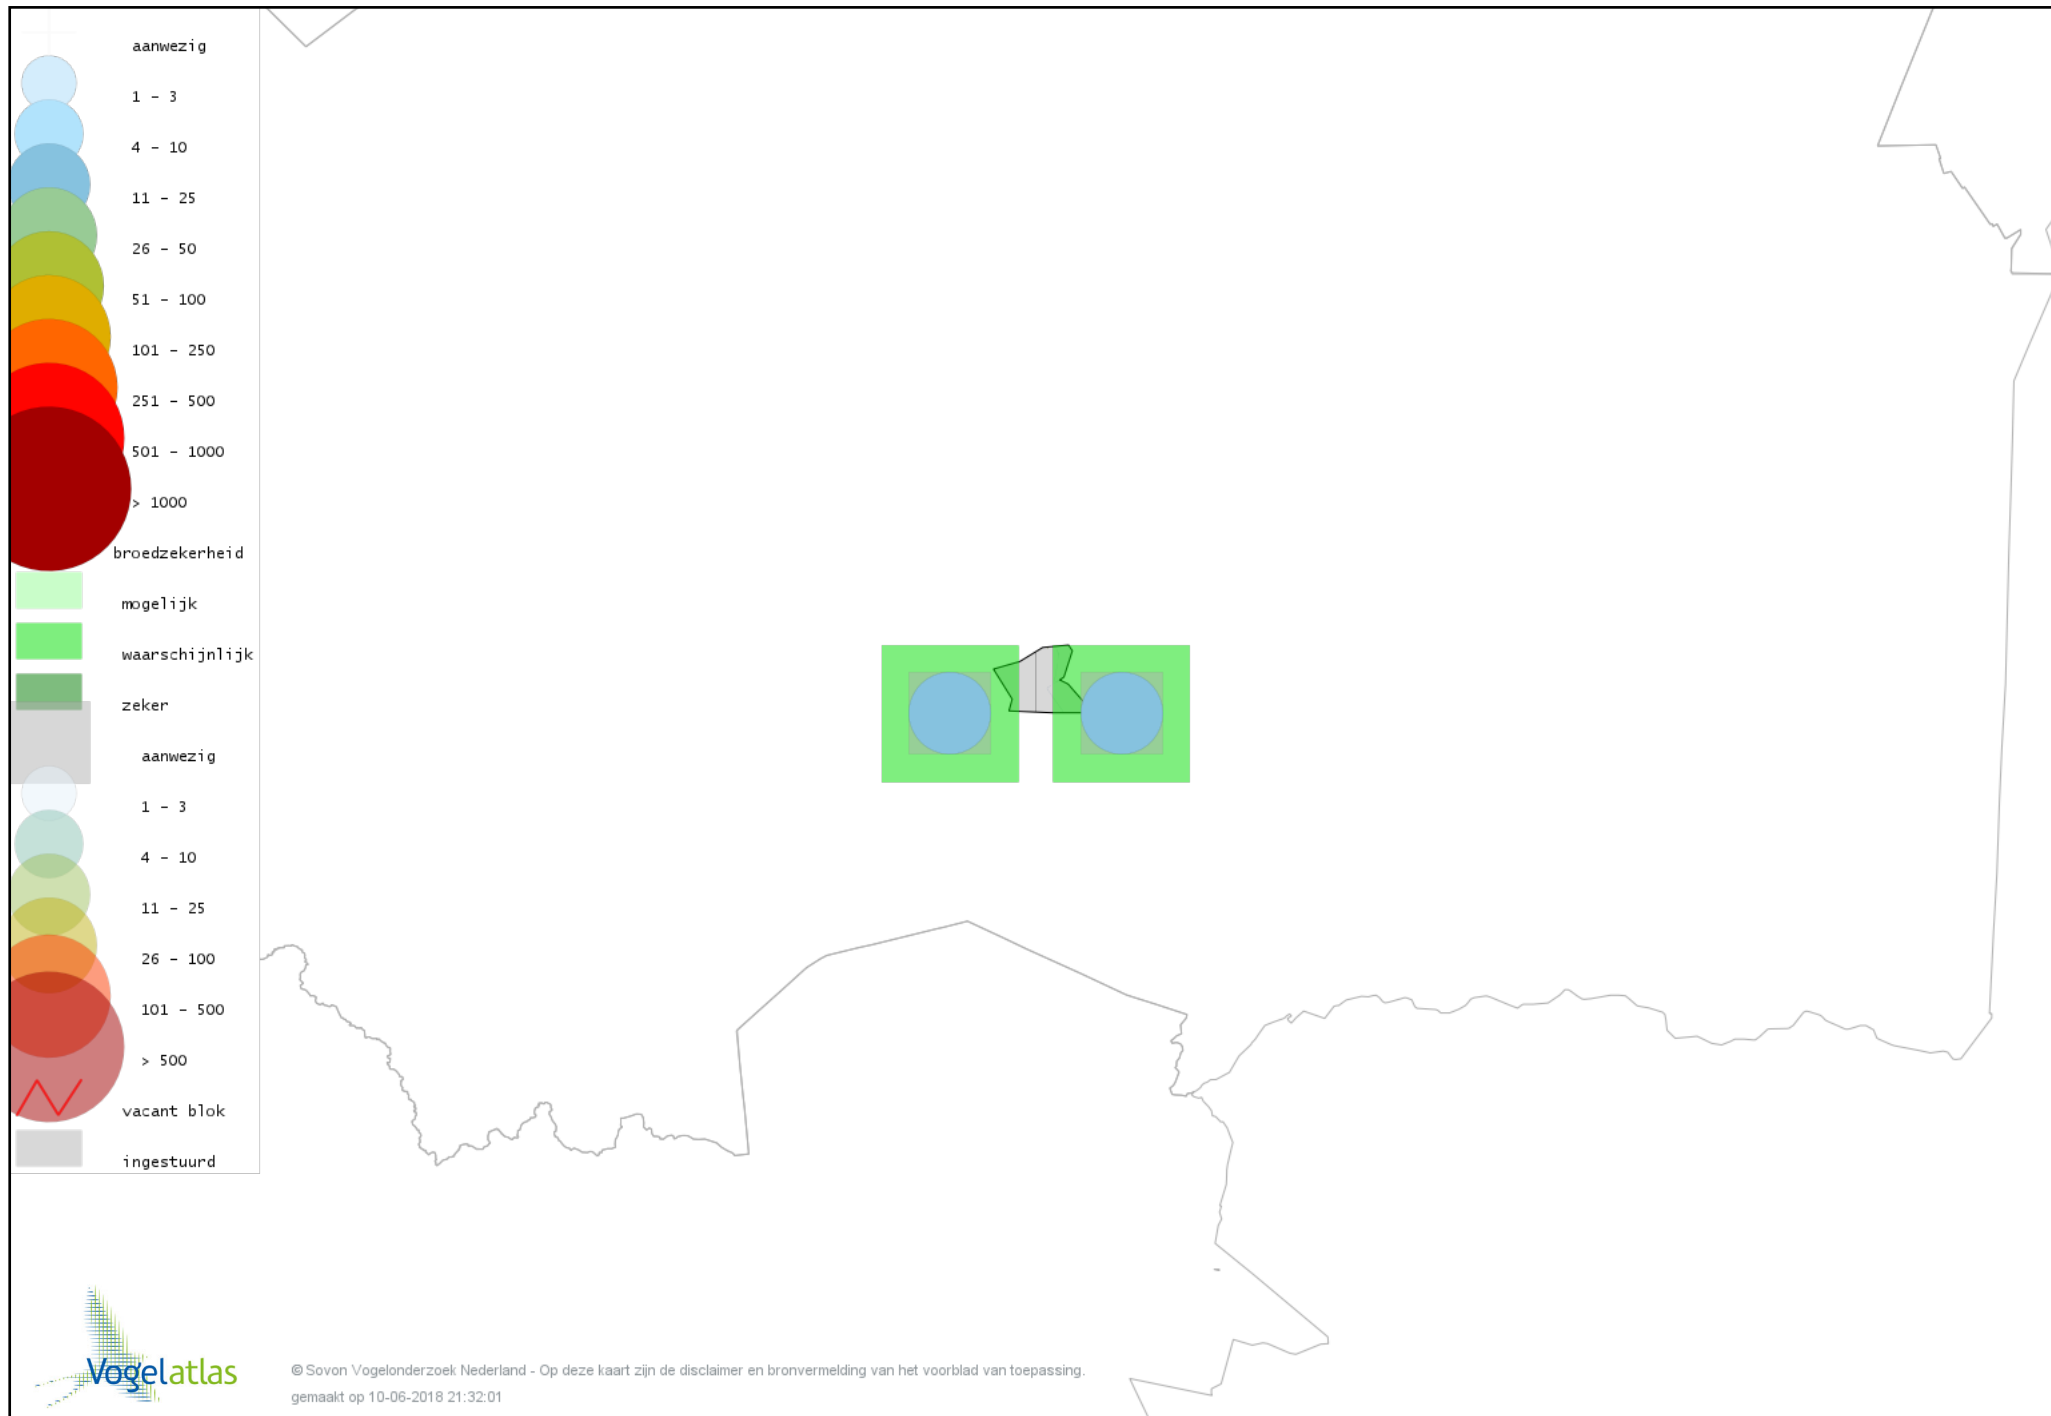 aanwezig
1 - 3
4 - 10
11 - 25
26 - 50
51 - 100
101 - 250
251 - 500
501 - 1000
> 1000
broedzekerheid
mogelijk
waarschijnlijk
zeker
aanwezig
1 - 3
4 - 10
11 - 25
26 - 100
101 - 500
> 500
vacant blok
ingestuurd
Vogelatlas
© Sovon Vogelonderzoek Nederland - Op deze kaart zijn de disclaimer en bronvermelding van het voorblad van toepassing.
gemaakt op 10-06-2018 21:32:01